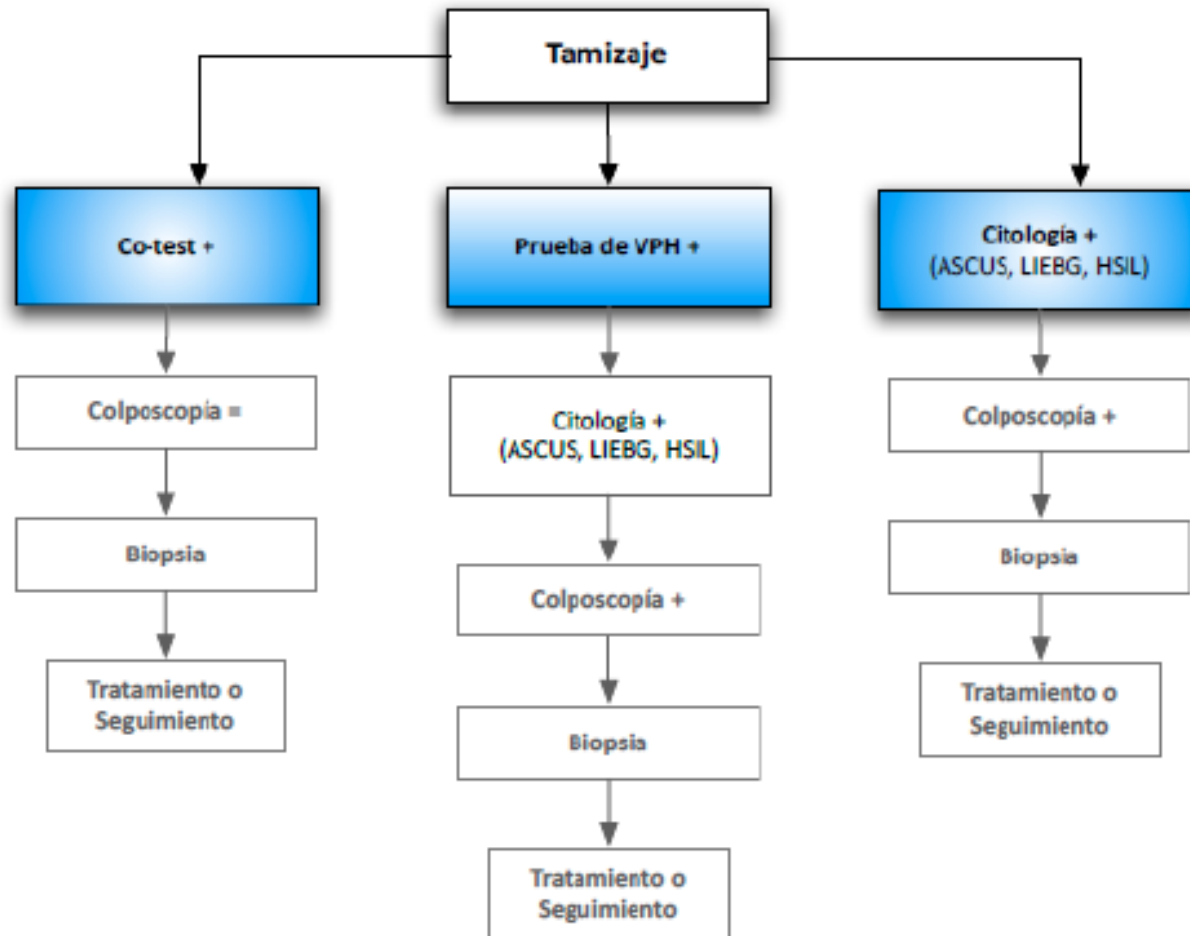 Tamizaje
Co-test +
Colposcopía =
Biopsia
Tratamiento o
Seguimiento
Prueba de VPH +
Citología +
(ASCUS, LIEBG, HSIL)
Colposcopía +
Biopsia
Tratamiento o
Seguimiento
Citología +
(ASCUS, LIEBG, HSIL)
Colposcopía +
Biopsia
Tratamiento o
Seguimiento